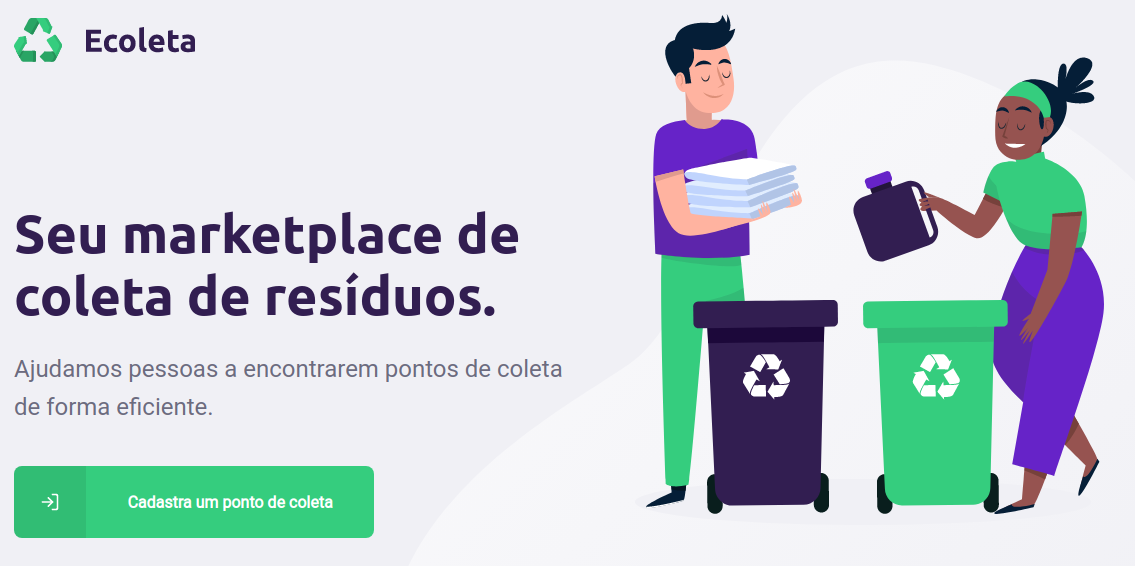 Ecoleta
Seu marketplace de
coleta de resíduos.
Ajudamos pessoas a encontrarem pontos de coleta
de forma eficiente.
Cadastra um ponto de coleta